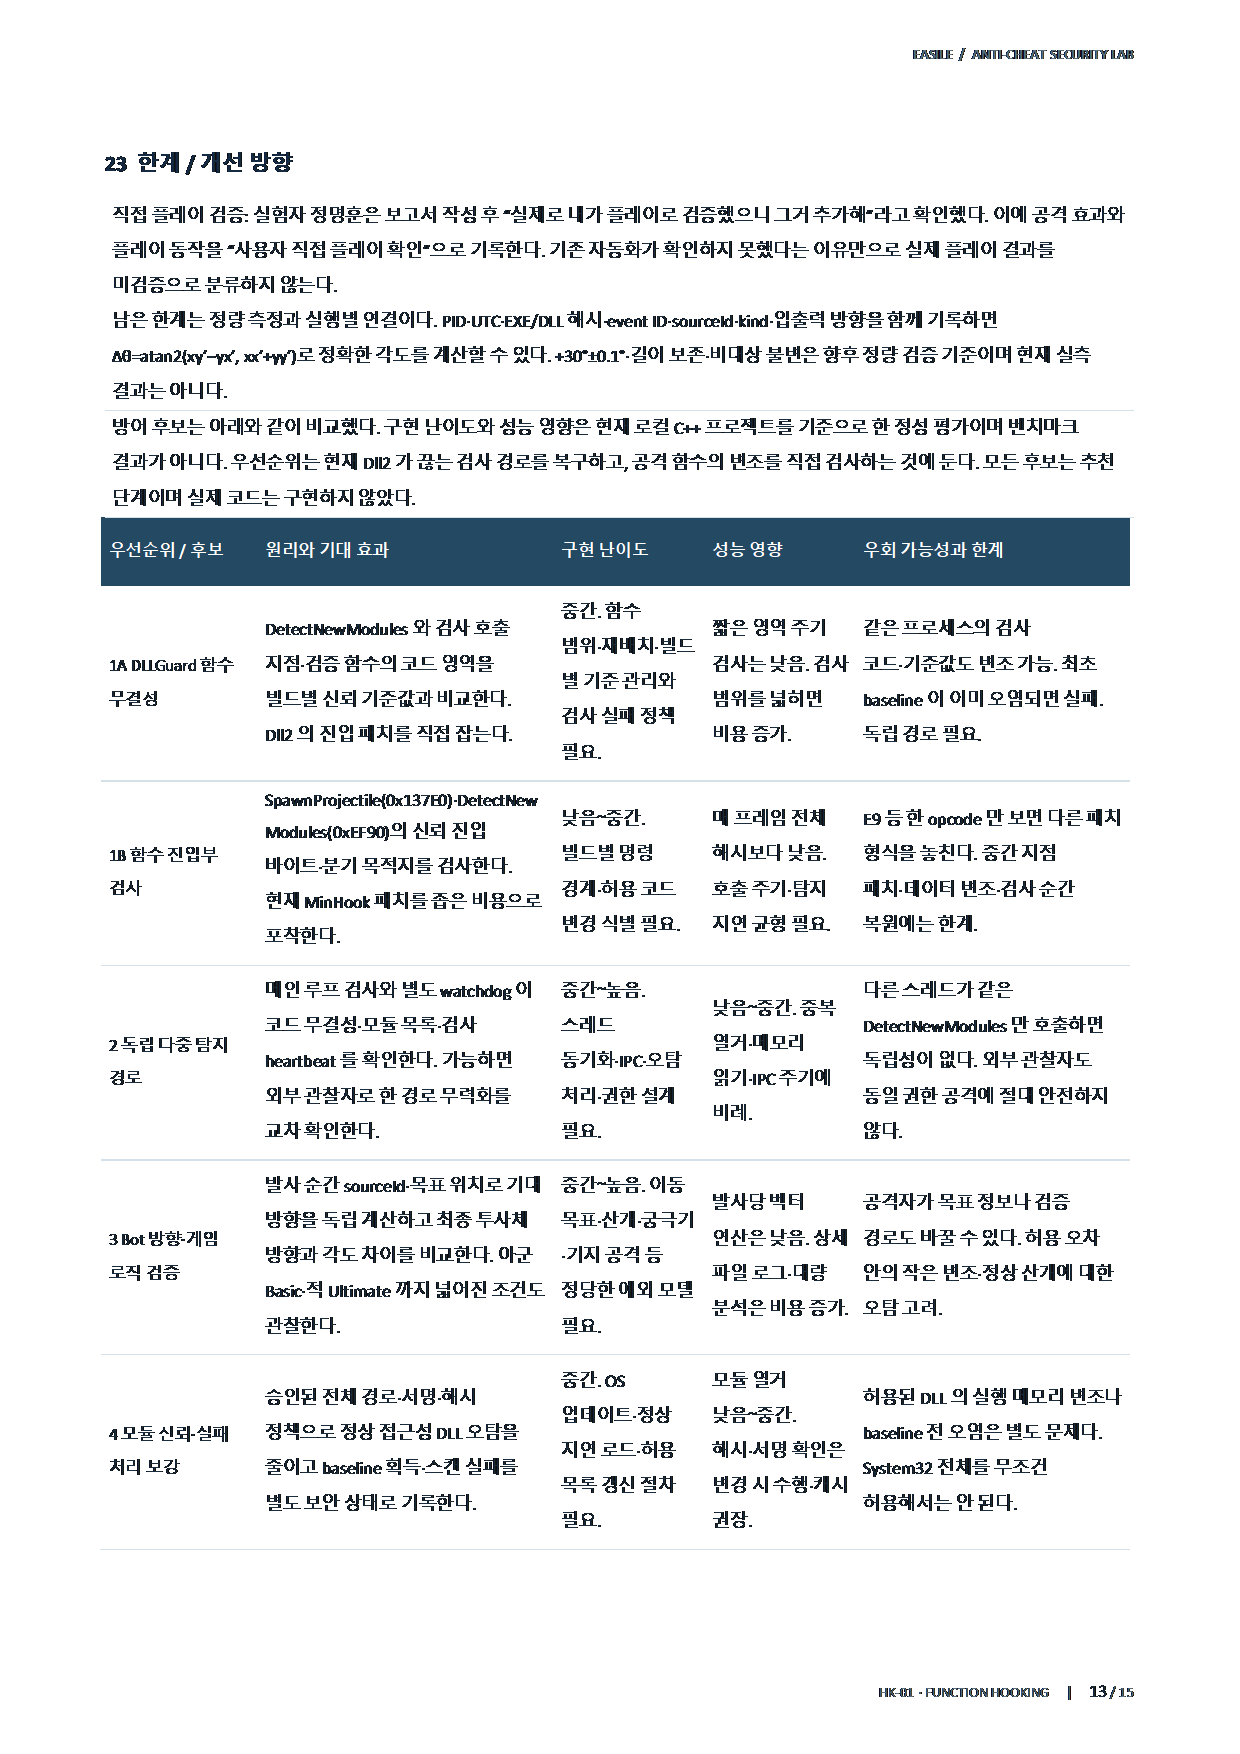 EASILE / ANTI-CHEAT SECURITY LAB
23 한계 / 개선 방향
직접 플레이 검증: 실험자 정명훈은 보고서 작성 후 "실제로 내가 플레이로 검증했으니 그거 추가해"라고 확인했다. 이에 공격 효과와
플레이 동작을 "사용자 직접 플레이 확인"으로 기록한다. 기존 자동화가 확인하지 못했다는 이유만으로 실제 플레이 결과를
미검증으로 분류하지 않는다.
남은 한계는 정량 측정과 실행별 연결이다. PID·UTC·EXE/DLL 해시·event ID·sourceId·kind·입출력 방향을 함께 기록하면
Δθ=atan2(xy′−yx′, xx′+yy′)로 정확한 각도를 계산할 수 있다. +30°±0.1°·길이 보존·비대상 불변은 향후 정량 검증 기준이며 현재 실측
결과는 아니다.
방어 후보는 아래와 같이 비교했다. 구현 난이도와 성능 영향은 현재 로컬 C++ 프로젝트를 기준으로 한 정성 평가이며 벤치마크
결과가 아니다. 우선순위는 현재 Dll2 가 끊는 검사 경로를 복구하고, 공격 함수의 변조를 직접 검사하는 것에 둔다. 모든 후보는 추천
단계이며 실제 코드는 구현하지 않았다.
우선순위 / 후보
원리와 기대 효과
구현 난이도
성능 영향
우회 가능성과 한계
1A DLLGuard 함수
무결성
DetectNewModules 와 검사 호출
지점·검증 함수의 코드 영역을
빌드별 신뢰 기준값과 비교한다.
Dll2 의 진입 패치를 직접 잡는다.
중간. 함수
범위·재배치·빌드
별 기준 관리와
검사 실패 정책
필요.
짧은 영역 주기
검사는 낮음. 검사
범위를 넓히면
비용 증가.
같은 프로세스의 검사
코드·기준값도 변조 가능. 최초
baseline 이 이미 오염되면 실패.
독립 경로 필요.
1B 함수 진입부
검사
SpawnProjectile(0x137E0)·DetectNew
Modules(0xEF90)의 신뢰 진입
바이트·분기 목적지를 검사한다.
현재 MinHook 패치를 좁은 비용으로
포착한다.
낮음~중간.
빌드별 명령
경계·허용 코드
변경 식별 필요.
매 프레임 전체
해시보다 낮음.
호출 주기·탐지
지연 균형 필요.
E9 등 한 opcode 만 보면 다른 패치
형식을 놓친다. 중간 지점
패치·데이터 변조·검사 순간
복원에는 한계.
2 독립 다중 탐지
경로
메인 루프 검사와 별도 watchdog 이
코드 무결성·모듈 목록·검사
heartbeat 를 확인한다. 가능하면
외부 관찰자로 한 경로 무력화를
교차 확인한다.
중간~높음.
스레드
동기화·IPC·오탐
처리·권한 설계
필요.
낮음~중간. 중복
열거·메모리
읽기·IPC 주기에
비례.
다른 스레드가 같은
DetectNewModules 만 호출하면
독립성이 없다. 외부 관찰자도
동일 권한 공격에 절대 안전하지
않다.
3 Bot 방향·게임
로직 검증
발사 순간 sourceId·목표 위치로 기대
방향을 독립 계산하고 최종 투사체
방향과 각도 차이를 비교한다. 아군
Basic·적 Ultimate 까지 넓어진 조건도
관찰한다.
중간~높음. 이동
목표·산개·궁극기
·기지 공격 등
정당한 예외 모델
필요.
발사당 벡터
연산은 낮음. 상세
파일 로그·대량
분석은 비용 증가.
공격자가 목표 정보나 검증
경로도 바꿀 수 있다. 허용 오차
안의 작은 변조·정상 산개에 대한
오탐 고려.
4 모듈 신뢰·실패
처리 보강
승인된 전체 경로·서명·해시
정책으로 정상 접근성 DLL 오탐을
줄이고 baseline 획득·스캔 실패를
별도 보안 상태로 기록한다.
중간. OS
업데이트·정상
지연 로드·허용
목록 갱신 절차
필요.
모듈 열거
낮음~중간.
해시·서명 확인은
변경 시 수행·캐시
권장.
허용된 DLL 의 실행 메모리 변조나
baseline 전 오염은 별도 문제다.
System32 전체를 무조건
허용해서는 안 된다.
HK-01 · FUNCTION HOOKING | 13 / 15